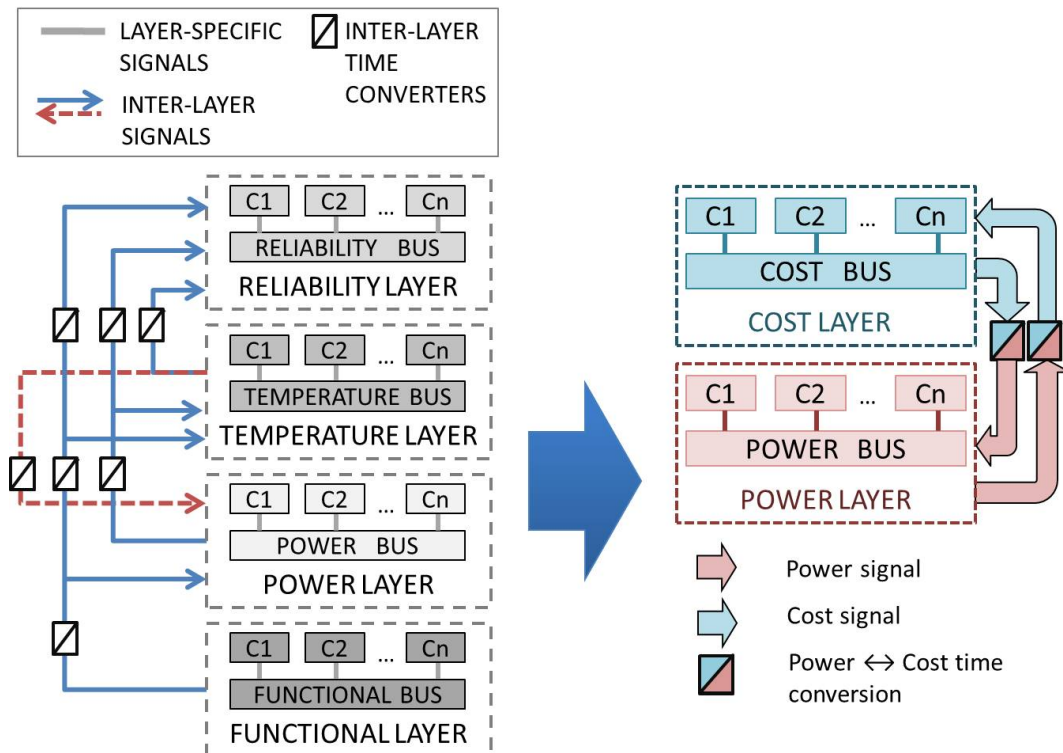 LAYER-SPECIFIC
SIGNALS
INTER-LAYER
SIGNALS
INTER-LAYER
TIME
CONVERTERS
C1 C2 ... Cn
RELIABILITY BUS
RELIABILITY LAYER
C1 C2 ... Cn
TEMPERATURE BUS
TEMPERATURE LAYER
C1 C2 ... Cn
POWER BUS
POWER LAYER
C1 C2 ... Cn
FUNCTIONAL BUS
FUNCTIONAL LAYER
C1 C2 ... Cn
COST BUS
COST LAYER
C1 C2 ... Cn
POWER BUS
POWER LAYER
Power signal
Cost signal
Power ↔ Cost time
conversion